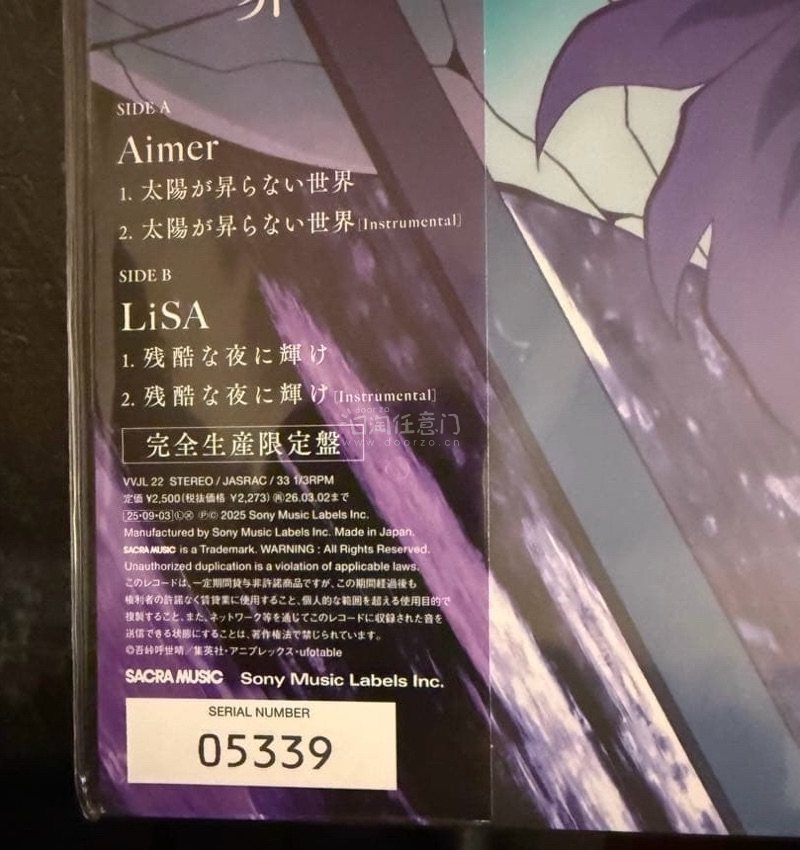 界
SIDE A
Aimer
1. 太陽が昇らない世界
2. 太陽が昇らない世界[Instrumental]
SIDE B
LiSA
1. 残酷な夜に輝け
2. 残酷な夜に輝け[Instrumental]
淘任意门
doorzo
www.doorzo.cn
完全生産限定盤
VVJL 22 STEREO / JASRAC / 33 1/3RPM
定価 ¥2,500(税抜価格 ¥2,273) ㊥26.03.02まで
25・09・03 Ⓛ Ⓟ© 2025 Sony Music Labels Inc.
Manufactured by Sony Music Labels Inc. Made in Japan.
SACRA MUSIC is a Trademark. WARNING : All Rights Reserved.
Unauthorized duplication is a violation of applicable laws.
このレコードは、一定期間貸与非許諾商品ですが、この期間経過後も
権利者の許諾なく賃貸業に使用すること、個人的な範囲を超える使用目的で
複製すること、また、ネットワーク等を通じてこのレコードに収録された音を
送信できる状態にすることは、著作権法で禁じられています。
©吾峠呼世晴／集英社・アニプレックス・ufotable
SACRA MUSIC Sony Music Labels Inc.
SERIAL NUMBER
05339